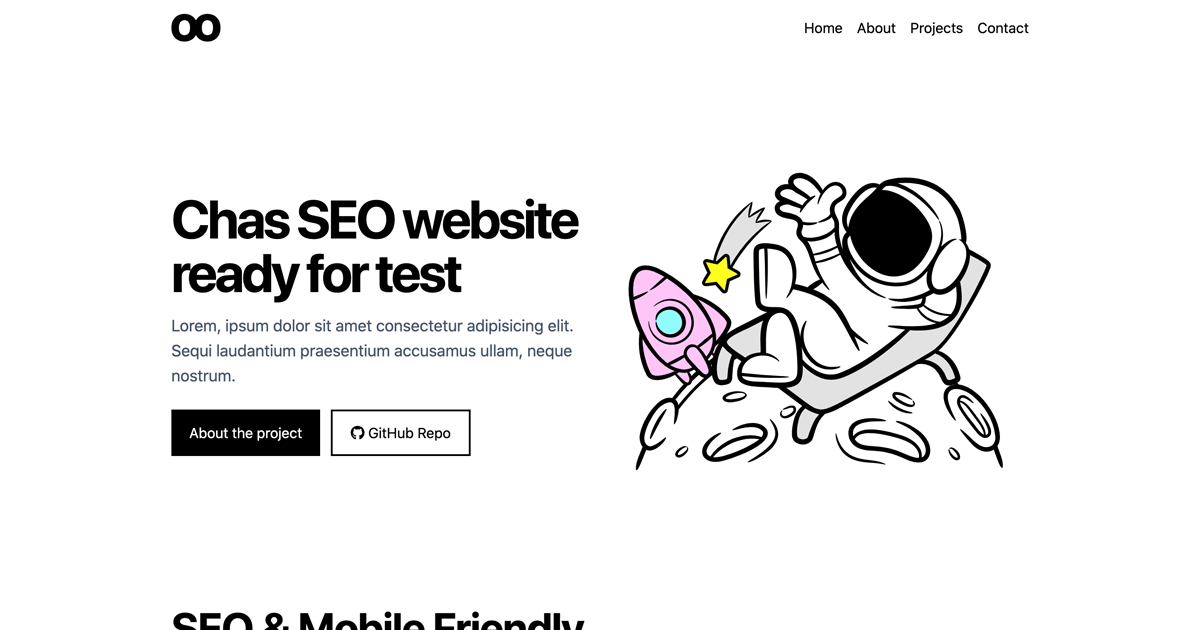 Home About Projects Contact
Chas SEO website
ready for test
Lorem, ipsum dolor sit amet consectetur adipisicing elit.
Sequi laudantium praesentium accusamus ullam, neque
nostrum.
About the project GitHub Repo
SEO & Mobile Friendly